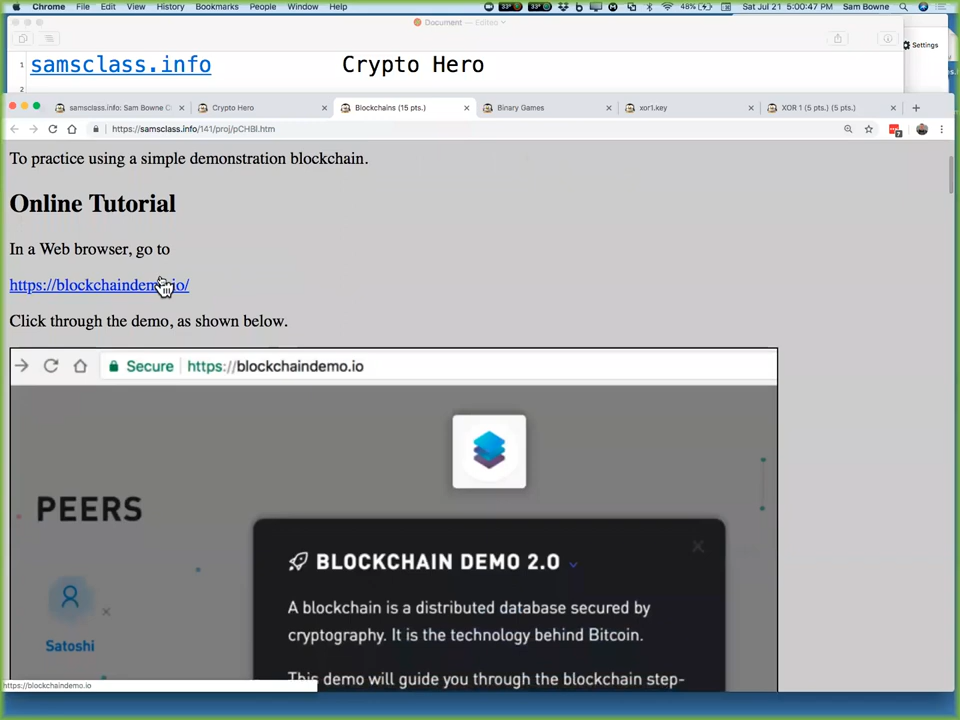 Chrome File Edit View History Bookmarks People Window Help 33° 33° 48% Sat Jul 21 5:00:47 PM Sam Bowne
Document — Edited
Settings
1 samsclass.info Crypto Hero
2
samsclass.info: Sam Bowne C × Crypto Hero × Blockchains (15 pts.) × Binary Games × xor1.key × XOR 1 (5 pts.) (5 pts.) × +
https://samsclass.info/141/proj/pCHBl.htm
To practice using a simple demonstration blockchain.
Online Tutorial
In a Web browser, go to
https://blockchaindemo.io/
Click through the demo, as shown below.
Secure https://blockchaindemo.io
PEERS
BLOCKCHAIN DEMO 2.0
A blockchain is a distributed database secured by
cryptography. It is the technology behind Bitcoin.
Satoshi
This demo will guide you through the blockchain step-
https://blockchaindemo.io